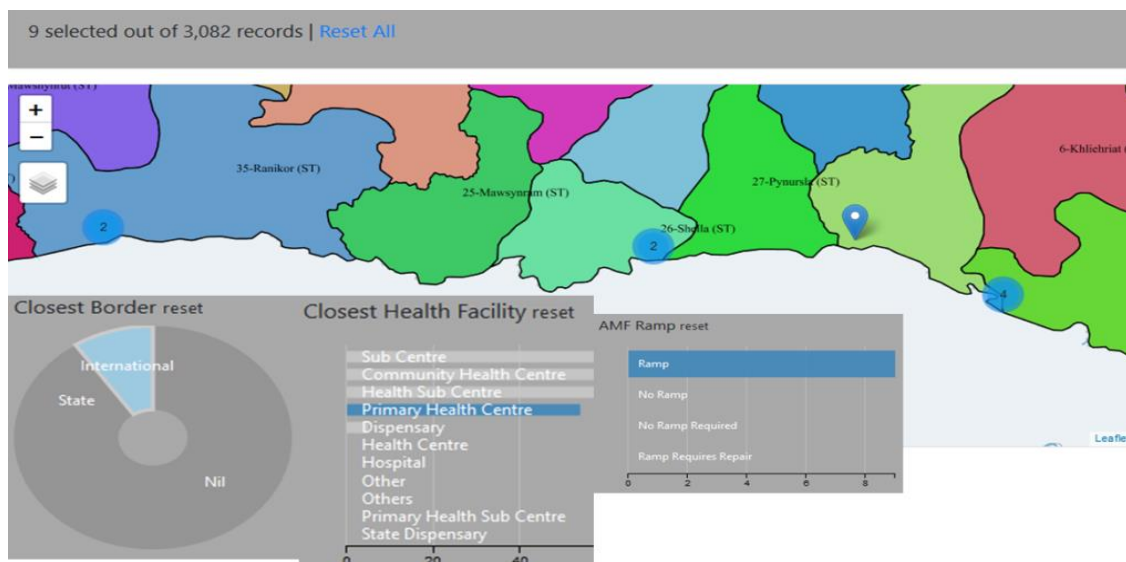 9 selected out of 3,082 records | Reset All
+
−
35-Ranikor (ST)
25-Mawsynram (ST)
27-Pynursla (ST)
26-Shella (ST)
6-Khliehriat
2
2
4
Closest Border reset
International
State
Nil
Closest Health Facility reset
Sub Centre
Community Health Centre
Health Sub Centre
Primary Health Centre
Dispensary
Health Centre
Hospital
Other
Others
Primary Health Sub Centre
State Dispensary
0 20 40
AMF Ramp reset
Ramp
No Ramp
No Ramp Required
Ramp Requires Repair
0 2 4 6 8